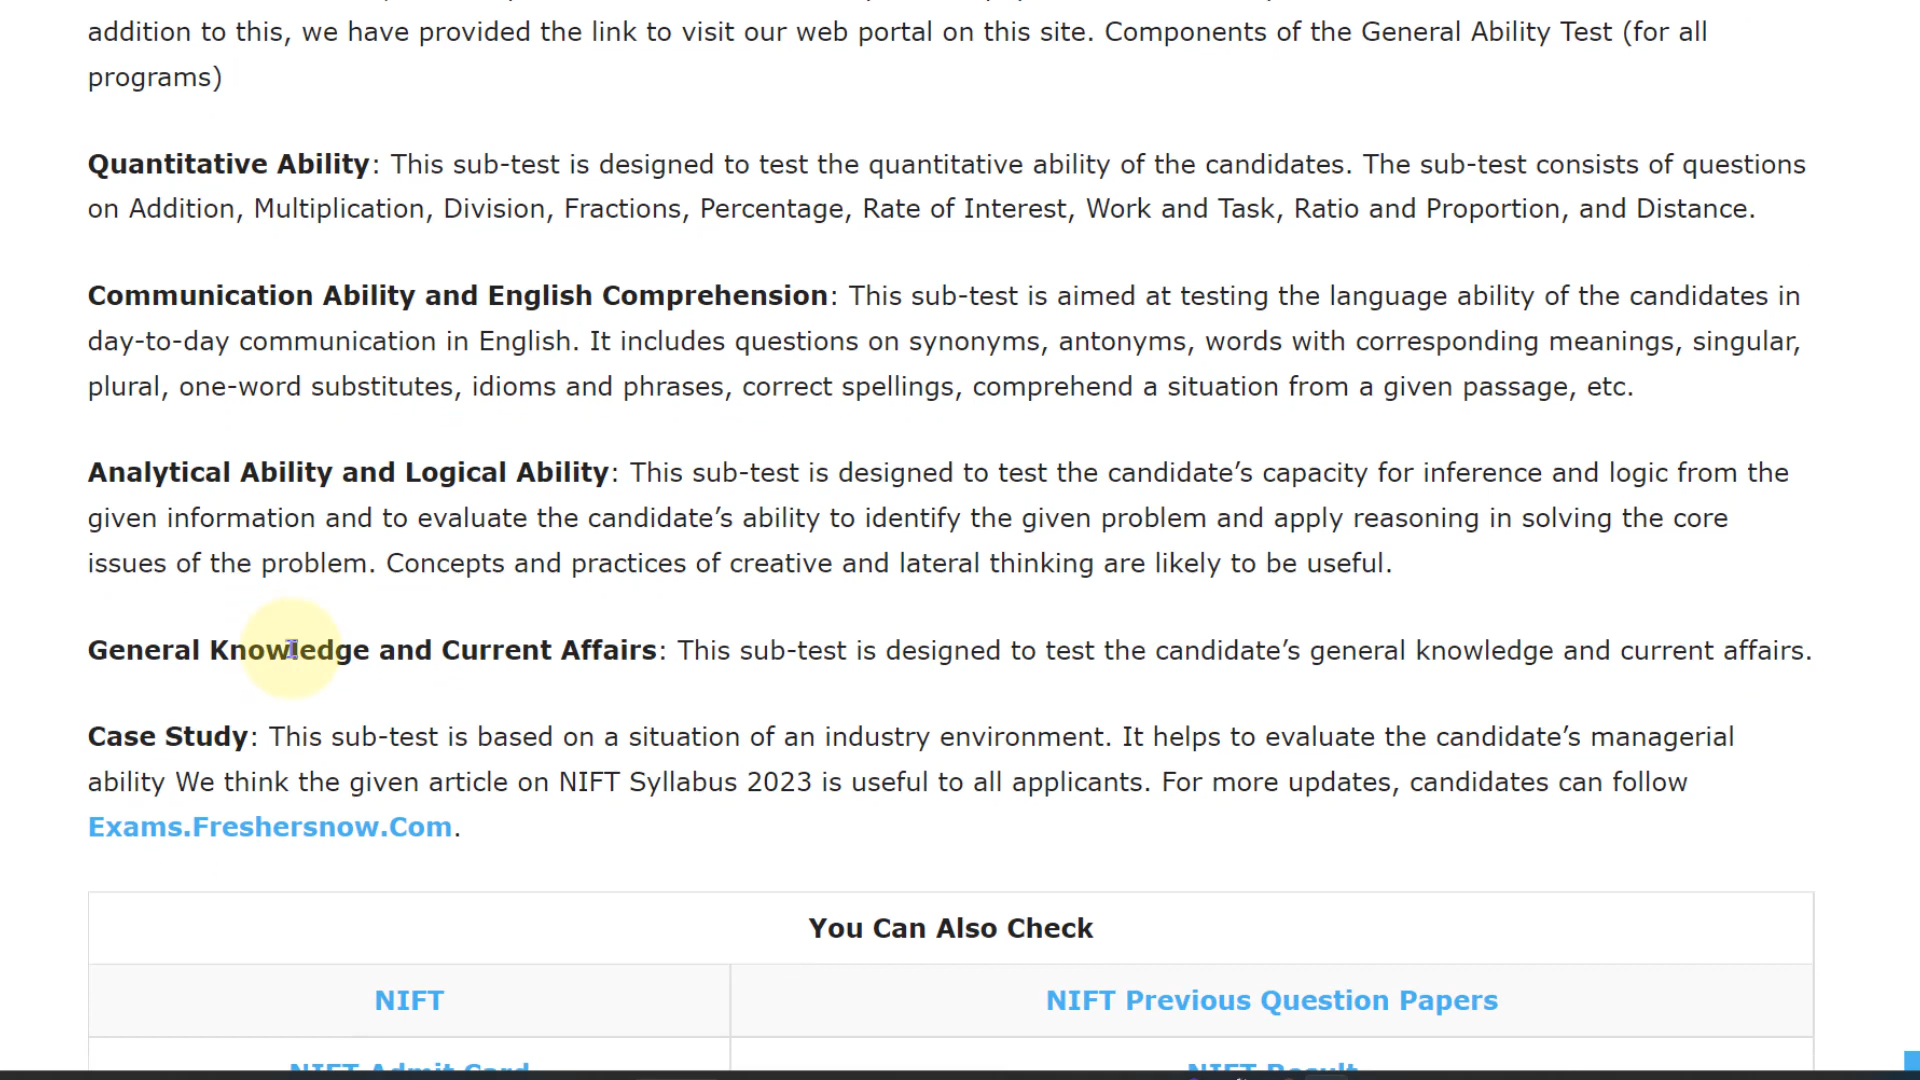 addition to this, we have provided the link to visit our web portal on this site. Components of the General Ability Test (for all
programs)
Quantitative Ability: This sub-test is designed to test the quantitative ability of the candidates. The sub-test consists of questions
on Addition, Multiplication, Division, Fractions, Percentage, Rate of Interest, Work and Task, Ratio and Proportion, and Distance.
Communication Ability and English Comprehension: This sub-test is aimed at testing the language ability of the candidates in
day-to-day communication in English. It includes questions on synonyms, antonyms, words with corresponding meanings, singular,
plural, one-word substitutes, idioms and phrases, correct spellings, comprehend a situation from a given passage, etc.
Analytical Ability and Logical Ability: This sub-test is designed to test the candidate’s capacity for inference and logic from the
given information and to evaluate the candidate’s ability to identify the given problem and apply reasoning in solving the core
issues of the problem. Concepts and practices of creative and lateral thinking are likely to be useful.
General Knowledge and Current Affairs: This sub-test is designed to test the candidate’s general knowledge and current affairs.
Case Study: This sub-test is based on a situation of an industry environment. It helps to evaluate the candidate’s managerial
ability We think the given article on NIFT Syllabus 2023 is useful to all applicants. For more updates, candidates can follow
Exams.Freshersnow.Com.
You Can Also Check
NIFT
NIFT Previous Question Papers
NIFT Admit Card
NIFT Result